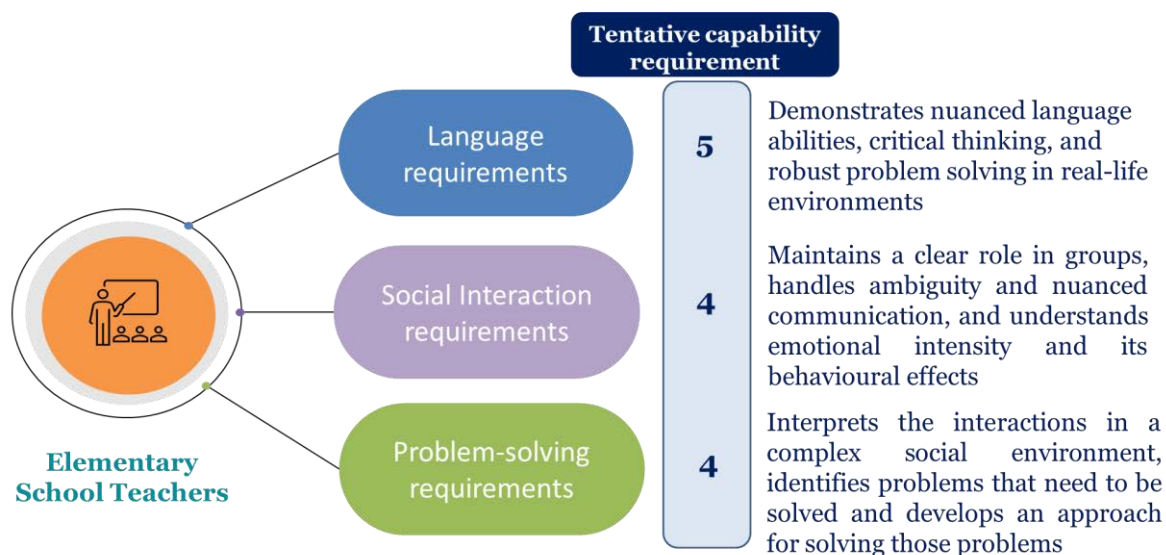 Tentative capability
requirement
Language
requirements
5
Demonstrates nuanced language
abilities, critical thinking, and
robust problem solving in real-life
environments
Social Interaction
requirements
4
Maintains a clear role in groups,
handles ambiguity and nuanced
communication, and understands
emotional intensity and its
behavioural effects
Elementary
School Teachers
Problem-solving
requirements
4
Interprets the interactions in a
complex social environment,
identifies problems that need to be
solved and develops an approach
for solving those problems